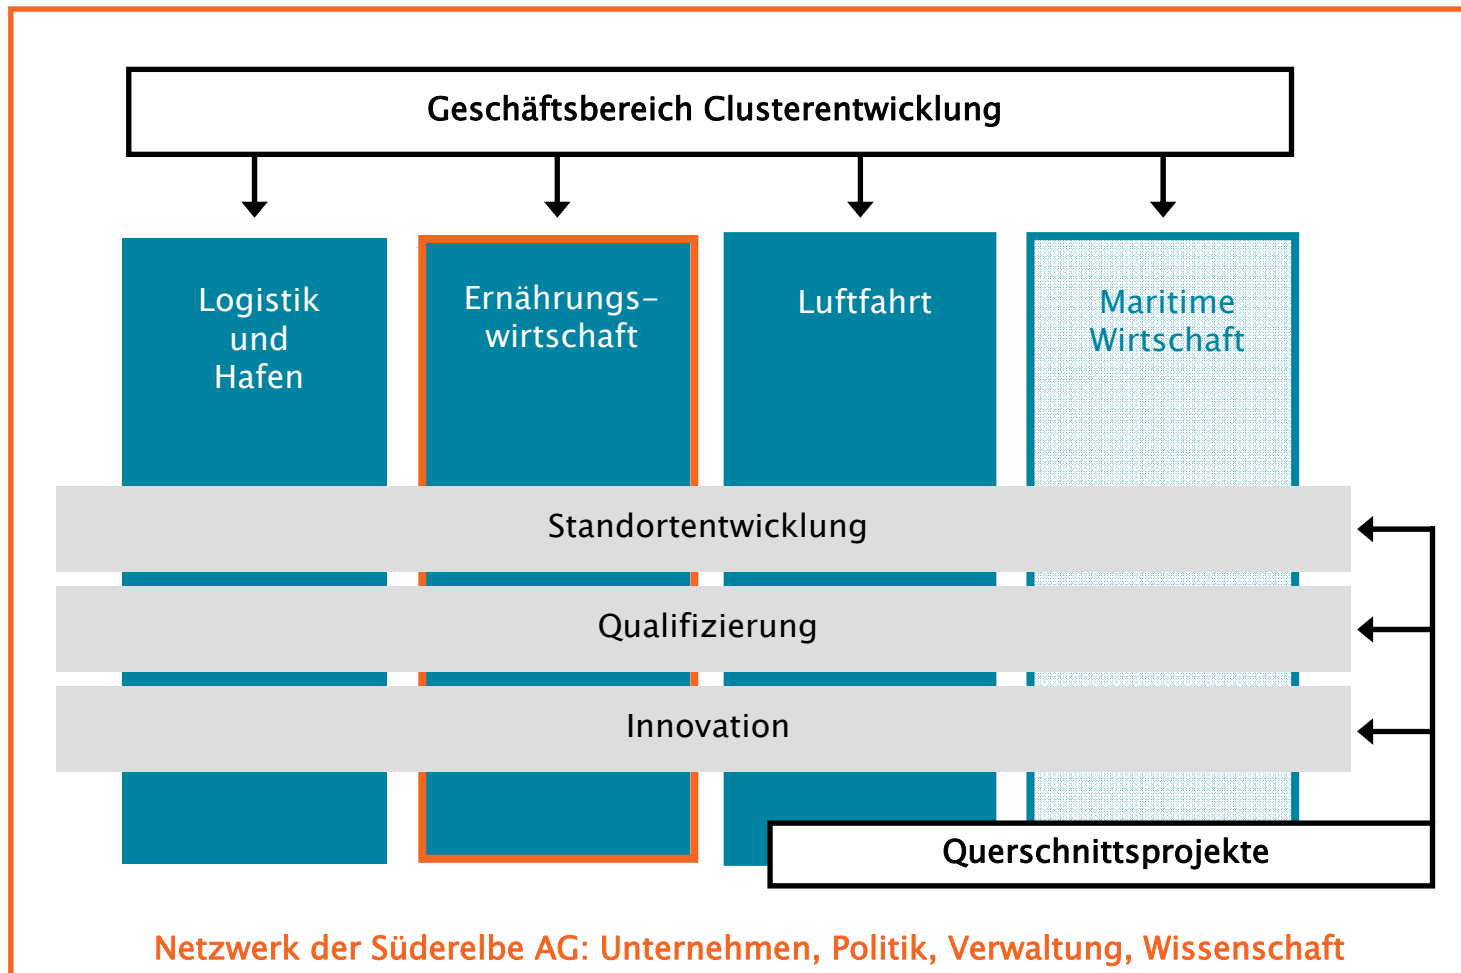 Geschäftsbereich Clusterentwicklung
Logistik
und
Hafen
Ernährungs-
wirtschaft
Luftfahrt
Maritime
Wirtschaft
Standortentwicklung
Qualifizierung
Innovation
Querschnittsprojekte
Netzwerk der Süderelbe AG: Unternehmen, Politik, Verwaltung, Wissenschaft